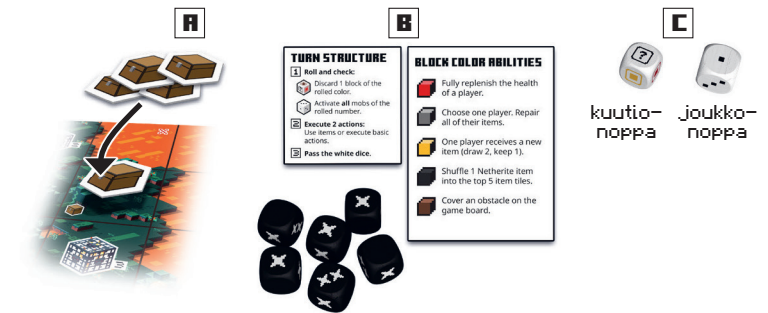 A
B
C
TURN STRUCTURE
1 Roll and check:
Discard 1 block of the
rolled color.
Activate all mobs of the
rolled number.
2 Execute 2 actions:
Use items or execute basic
actions.
3 Pass the white dice.
BLOCK COLOR ABILITIES
Fully replenish the health
of a player.
Choose one player. Repair
all of their items.
One player receives a new
item (draw 2, keep 1).
Shuffle 1 Netherite item
into the top 5 item tiles.
Cover an obstacle on the
game board.
?
kuutio-
noppa
joukko-
noppa